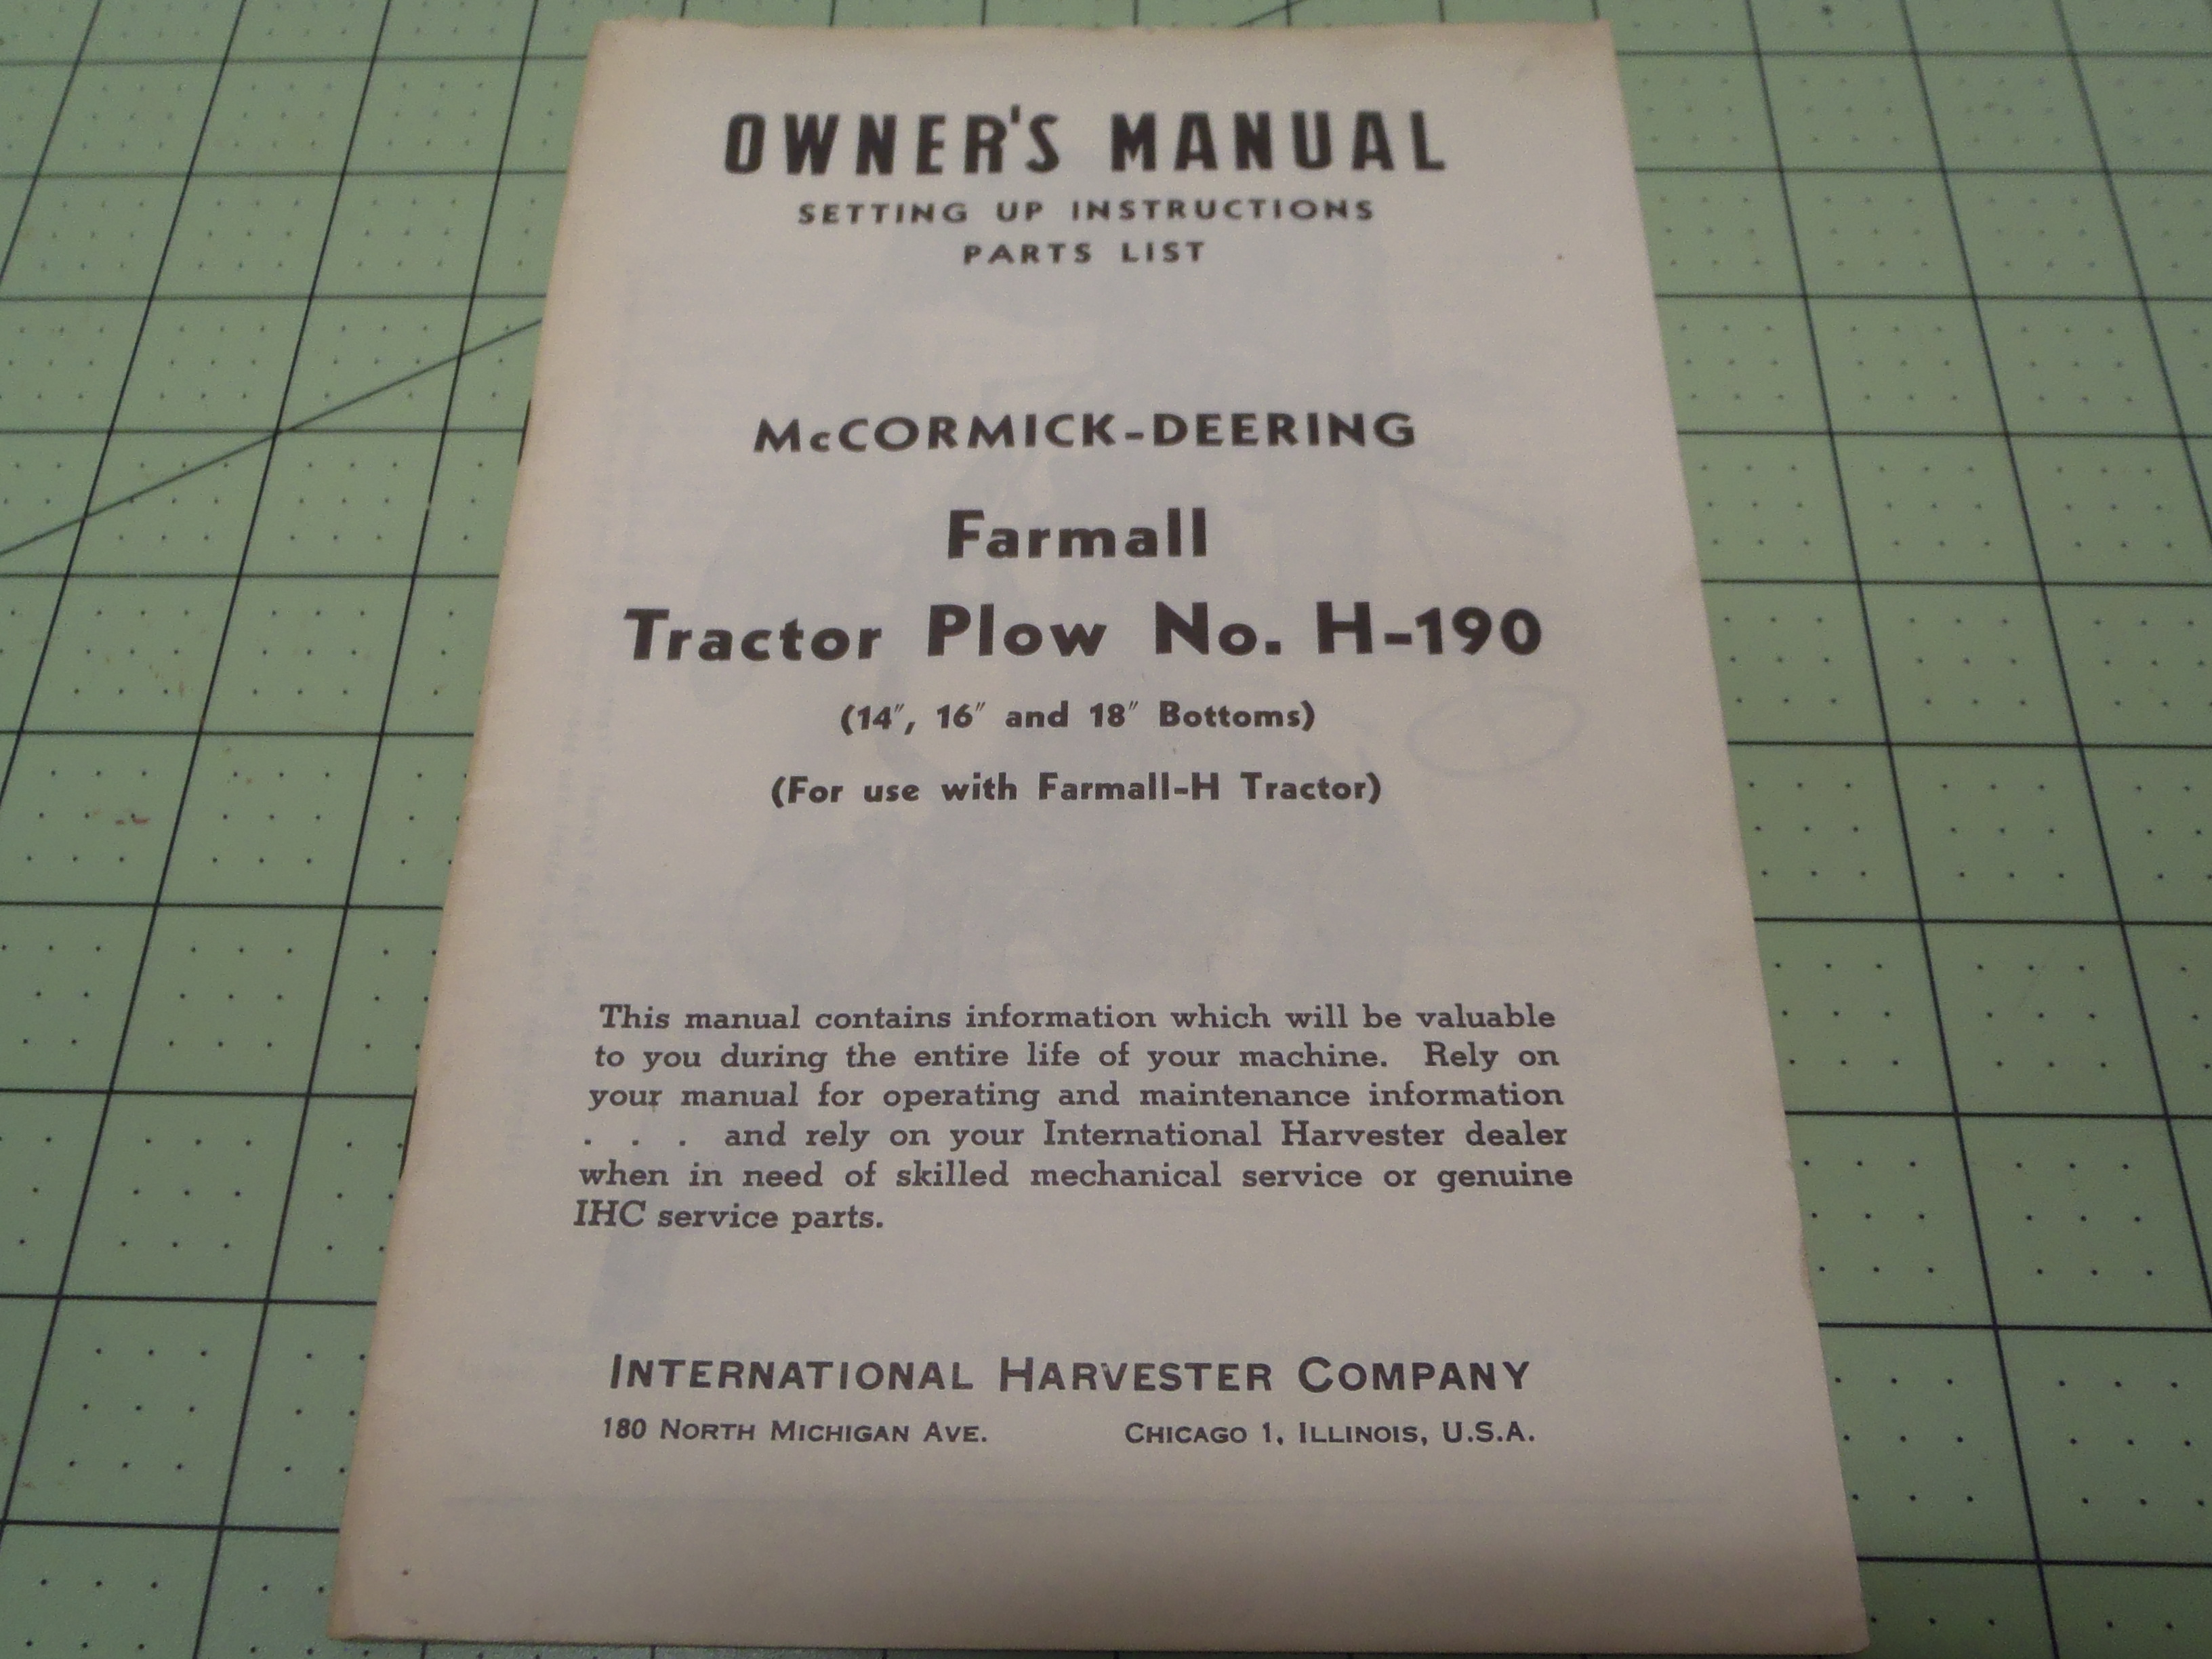 OWNER'S MANUAL
SETTING UP INSTRUCTIONS
PARTS LIST
McCORMICK-DEERING
Farmall
Tractor Plow No. H-190
(14″, 16″ and 18″ Bottoms)
(For use with Farmall-H Tractor)
This manual contains information which will be valuable
to you during the entire life of your machine. Rely on
your manual for operating and maintenance information
. . . and rely on your International Harvester dealer
when in need of skilled mechanical service or genuine
IHC service parts.
INTERNATIONAL HARVESTER COMPANY
180 NORTH MICHIGAN AVE. CHICAGO 1, ILLINOIS, U.S.A.